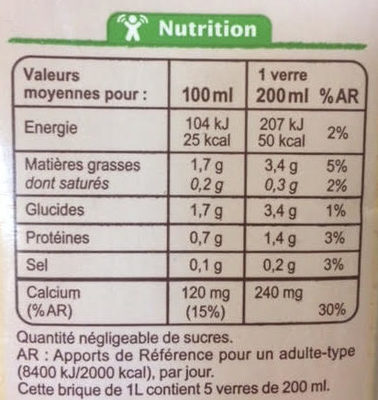 Nutrition
Valeurs moyennes pour : 100 ml 1 verre 200 ml %AR
Energie 104 kJ 25 kcal 207 kJ 50 kcal 2%
Matières grasses 1,7 g 3,4 g 5%
dont saturés 0,2 g 0,3 g 2%
Glucides 1,7 g 3,4 g 1%
Protéines 0,7 g 1,4 g 3%
Sel 0,1 g 0,2 g 3%
Calcium 120 mg 240 mg
(%AR) (15%) 30%
Quantité négligeable de sucres.
AR : Apports de Référence pour un adulte-type
(8400 kJ/2000 kcal), par jour.
Cette brique de 1L contient 5 verres de 200 ml.